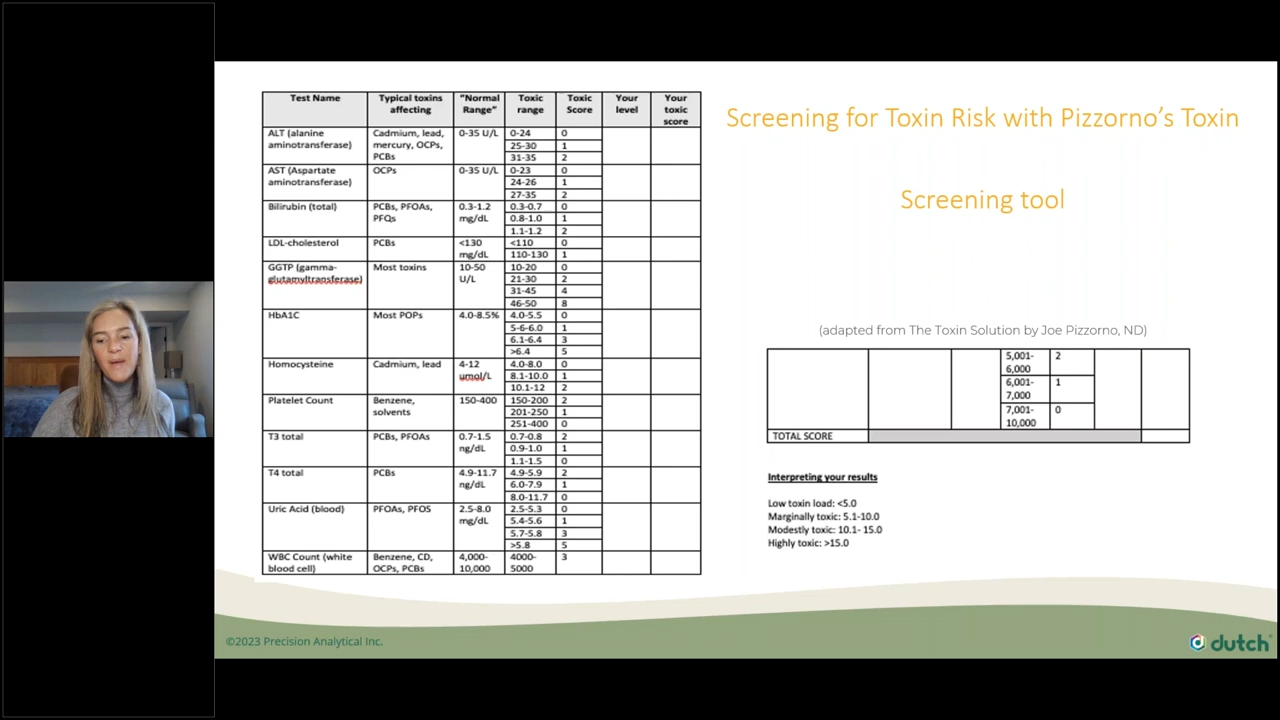 Screening for Toxin Risk with Pizzorno's Toxin
Screening tool
(adapted from The Toxin Solution by Joe Pizzorno, ND)
Test Name Typical toxins affecting "Normal Range" Toxic range Toxic Score Your level Your toxic score
ALT (alanine aminotransferase) Cadmium, lead, mercury, OCPs, PCBs 0-35 U/L 0-24 0
25-30 1
31-35 2
AST (Aspartate aminotransferase) OCPs 0-35 U/L 0-23 0
24-26 1
27-35 2
Bilirubin (total) PCBs, PFOAs, PFQs 0.3-1.2 mg/dL 0.3-0.7 0
0.8-1.0 1
1.1-1.2 2
LDL-cholesterol PCBs <130 mg/dL <110 0
110-130 1
GGTP (gamma-glutamyltransferase) Most toxins 10-50 U/L 10-20 0
21-30 2
31-45 4
46-50 8
HbA1C Most POPs 4.0-8.5% 4.0-5.5 0
5-6-6.0 1
6.1-6.4 3
>6.4 5
Homocysteine Cadmium, lead 4-12 umol/L 4.0-8.0 0
8.1-10.0 1
10.1-12 2
Platelet Count Benzene, solvents 150-400 150-200 2
201-250 1
251-400 0
T3 total PCBs, PFOAs 0.7-1.5 ng/dL 0.7-0.8 2
0.9-1.0 1
1.1-1.5 0
T4 total PCBs 4.9-11.7 ng/dL 4.9-5.9 2
6.0-7.9 1
8.0-11.7 0
Uric Acid (blood) PFOAs, PFOS 2.5-8.0 mg/dL 2.5-5.3 0
5.4-5.6 1
5.7-5.8 3
>5.8 5
WBC Count (white blood cell) Benzene, CD, OCPs, PCBs 4,000-10,000 4000-5000 3
5,001-6,000 2
6,001-7,000 1
7,001-10,000 0
TOTAL SCORE
Interpreting your results
Low toxin load: <5.0
Marginally toxic: 5.1-10.0
Modestly toxic: 10.1- 15.0
Highly toxic: >15.0
©2023 Precision Analytical Inc.
dutch